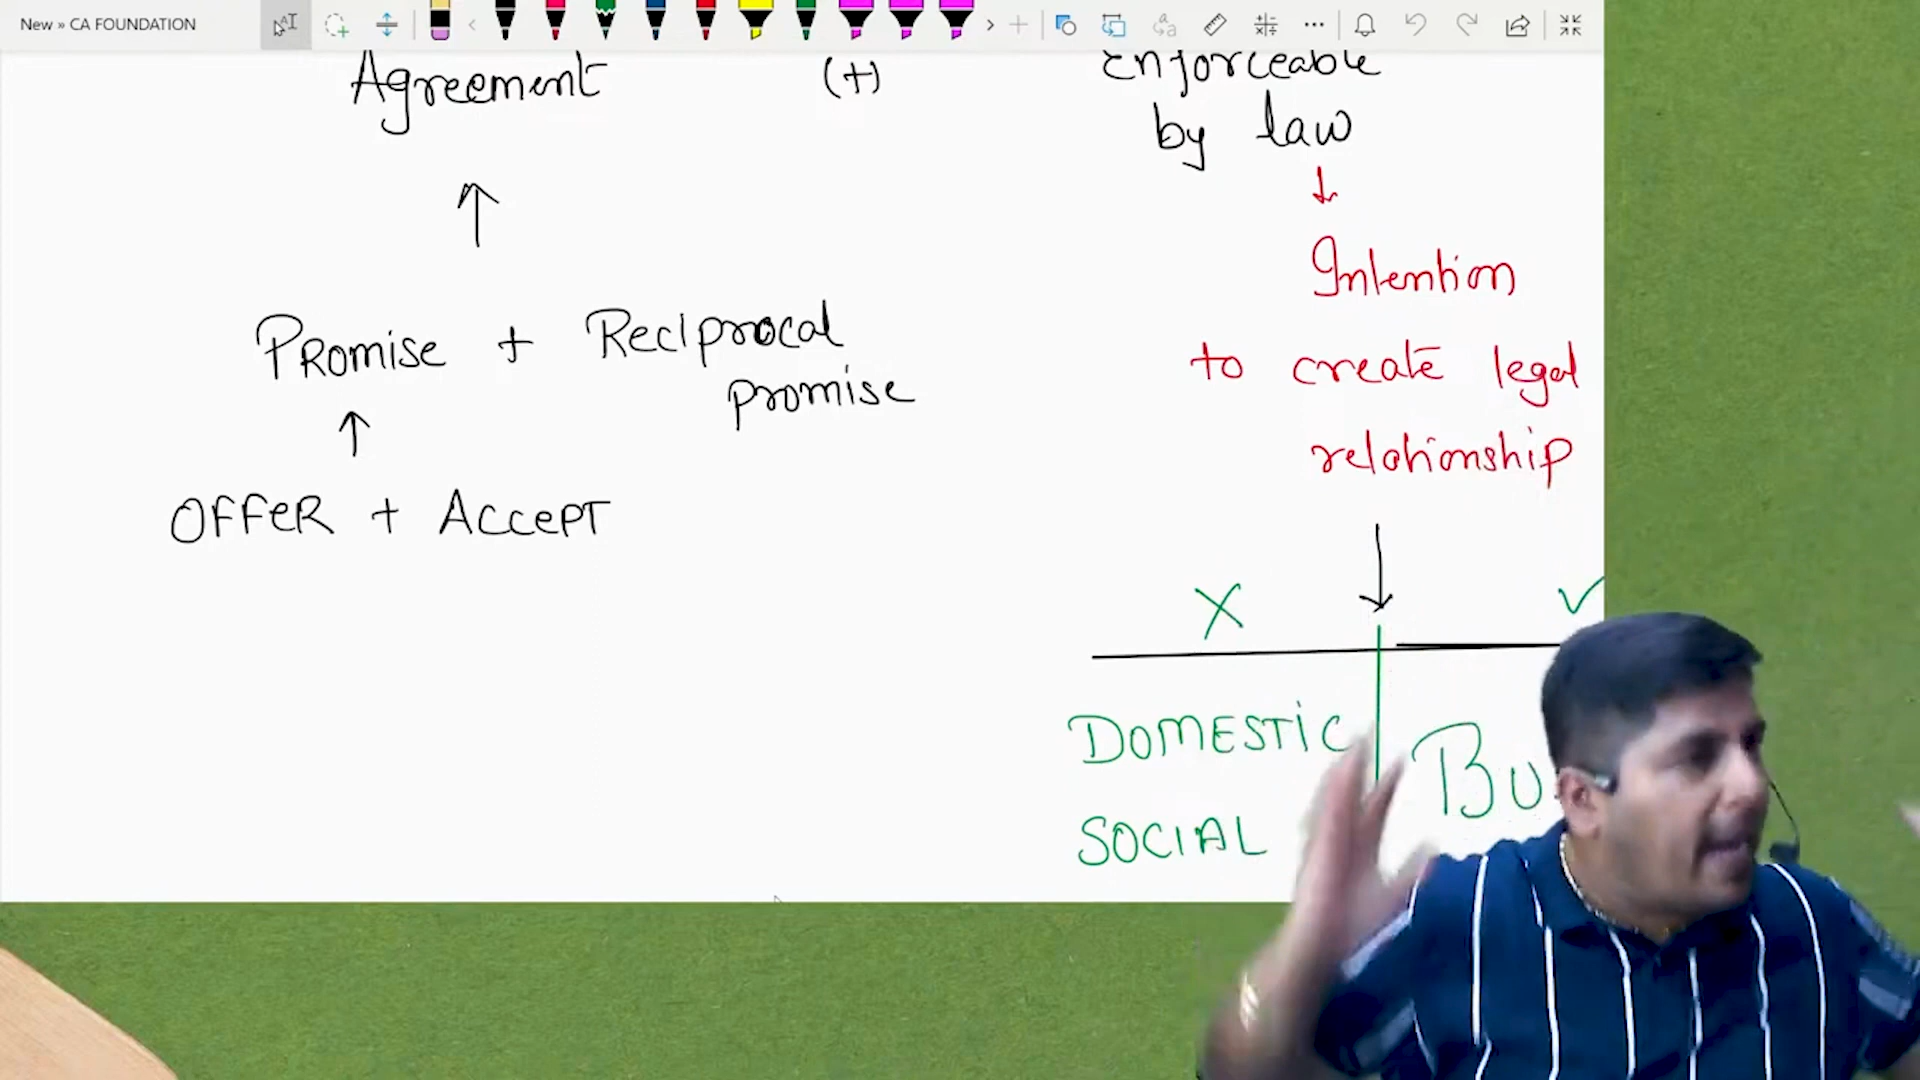 New » CA FOUNDATION
Agreement (+) Enforceable
by law
Intention
PROMISE + Reciprocal to create legal
promise
relationship
OFFER + ACCEPT
X ✓
DOMESTIC
SOCIAL